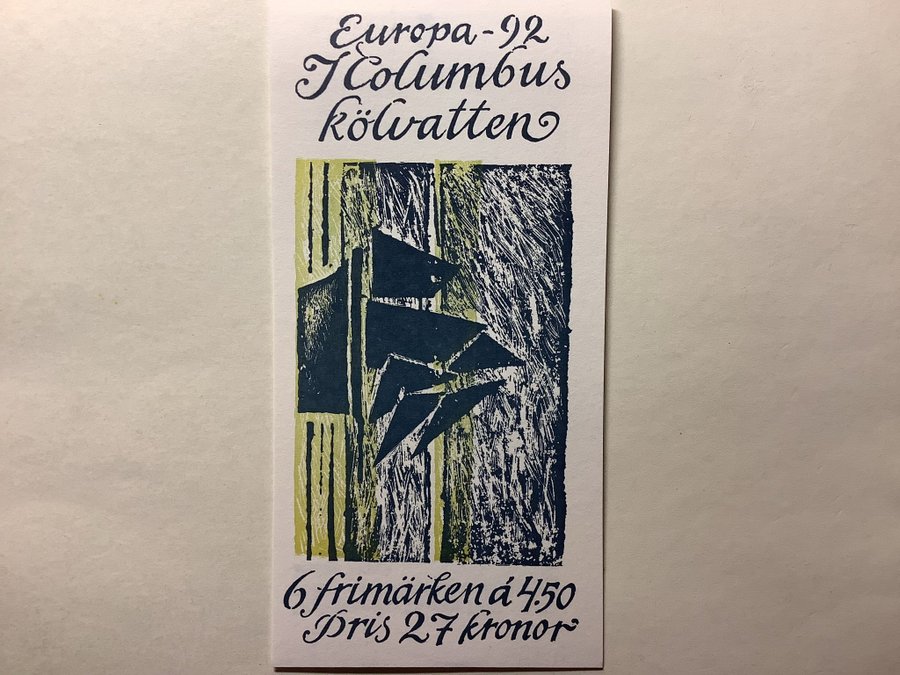 Europa-92
I Columbus
kölvatten
6 frimärken á 4.50
Pris 27 kronor